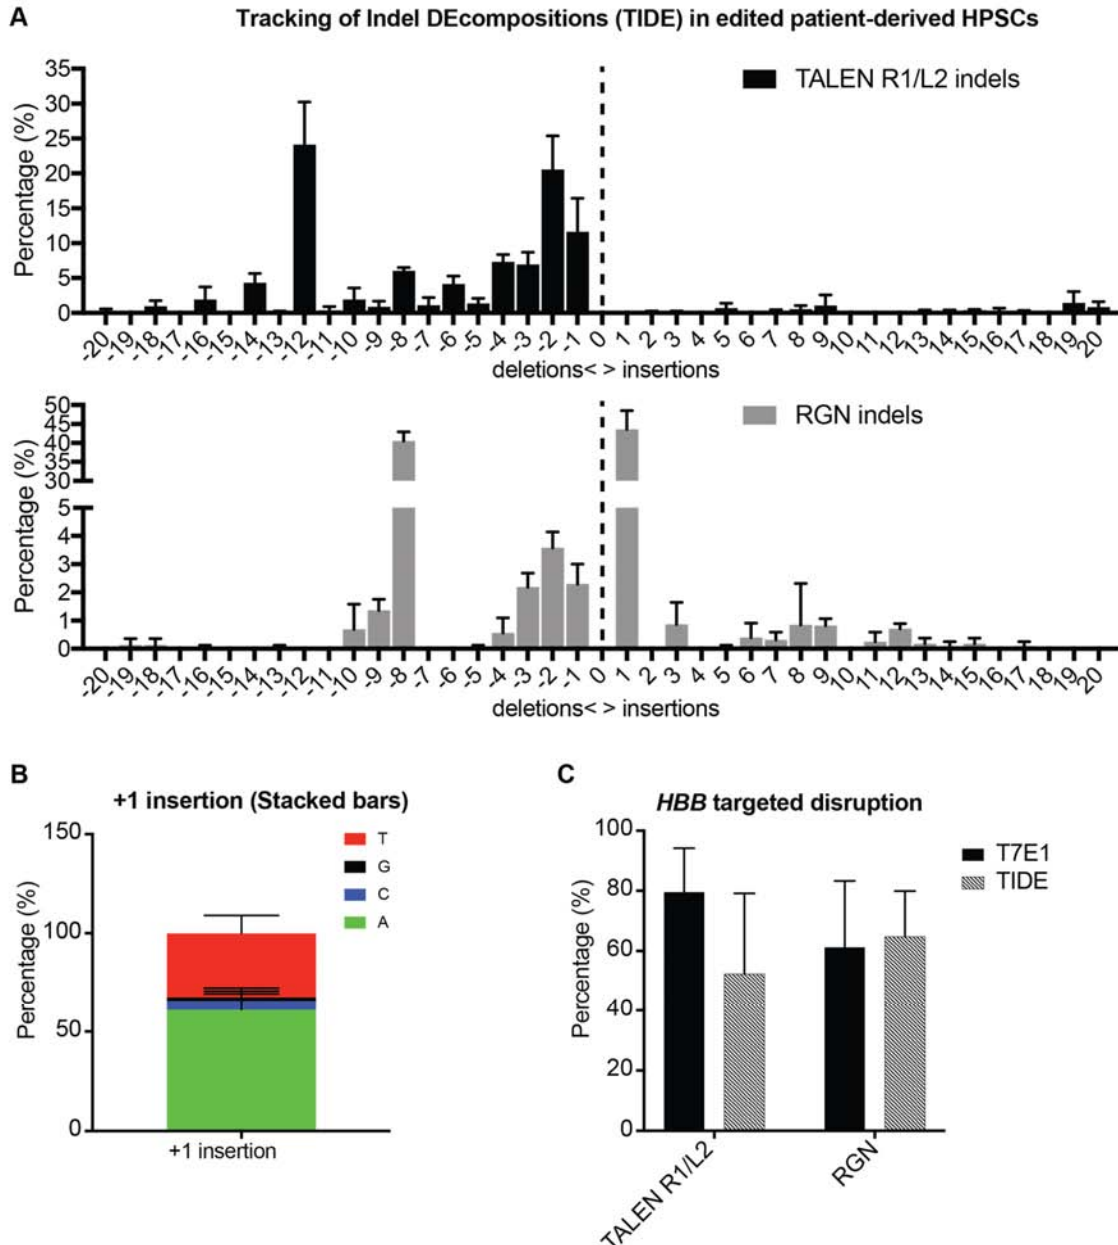 A
Tracking of Indel DEcompositions (TIDE) in edited patient-derived HPSCs
35
30
25
20
15
10
5
0
Percentage (%)
TALEN R1/L2 indels
-20 -19 -18 -17 -16 -15 -14 -13 -12 -11 -10 -9 -8 -7 -6 -5 -4 -3 -2 -1 0 1 2 3 4 5 6 7 8 9 10 11 12 13 14 15 16 17 18 19 20
deletions< > insertions
50
45
40
35
30
5
4
3
2
1
0
Percentage (%)
RGN indels
-20 -19 -18 -17 -16 -15 -14 -13 -12 -11 -10 -9 -8 -7 -6 -5 -4 -3 -2 -1 0 1 2 3 4 5 6 7 8 9 10 11 12 13 14 15 16 17 18 19 20
deletions< > insertions
B
+1 insertion (Stacked bars)
150
100
50
0
Percentage (%)
T
G
C
A
+1 insertion
C
HBB targeted disruption
100
80
60
40
20
0
Percentage (%)
T7E1
TIDE
TALEN R1/L2
RGN